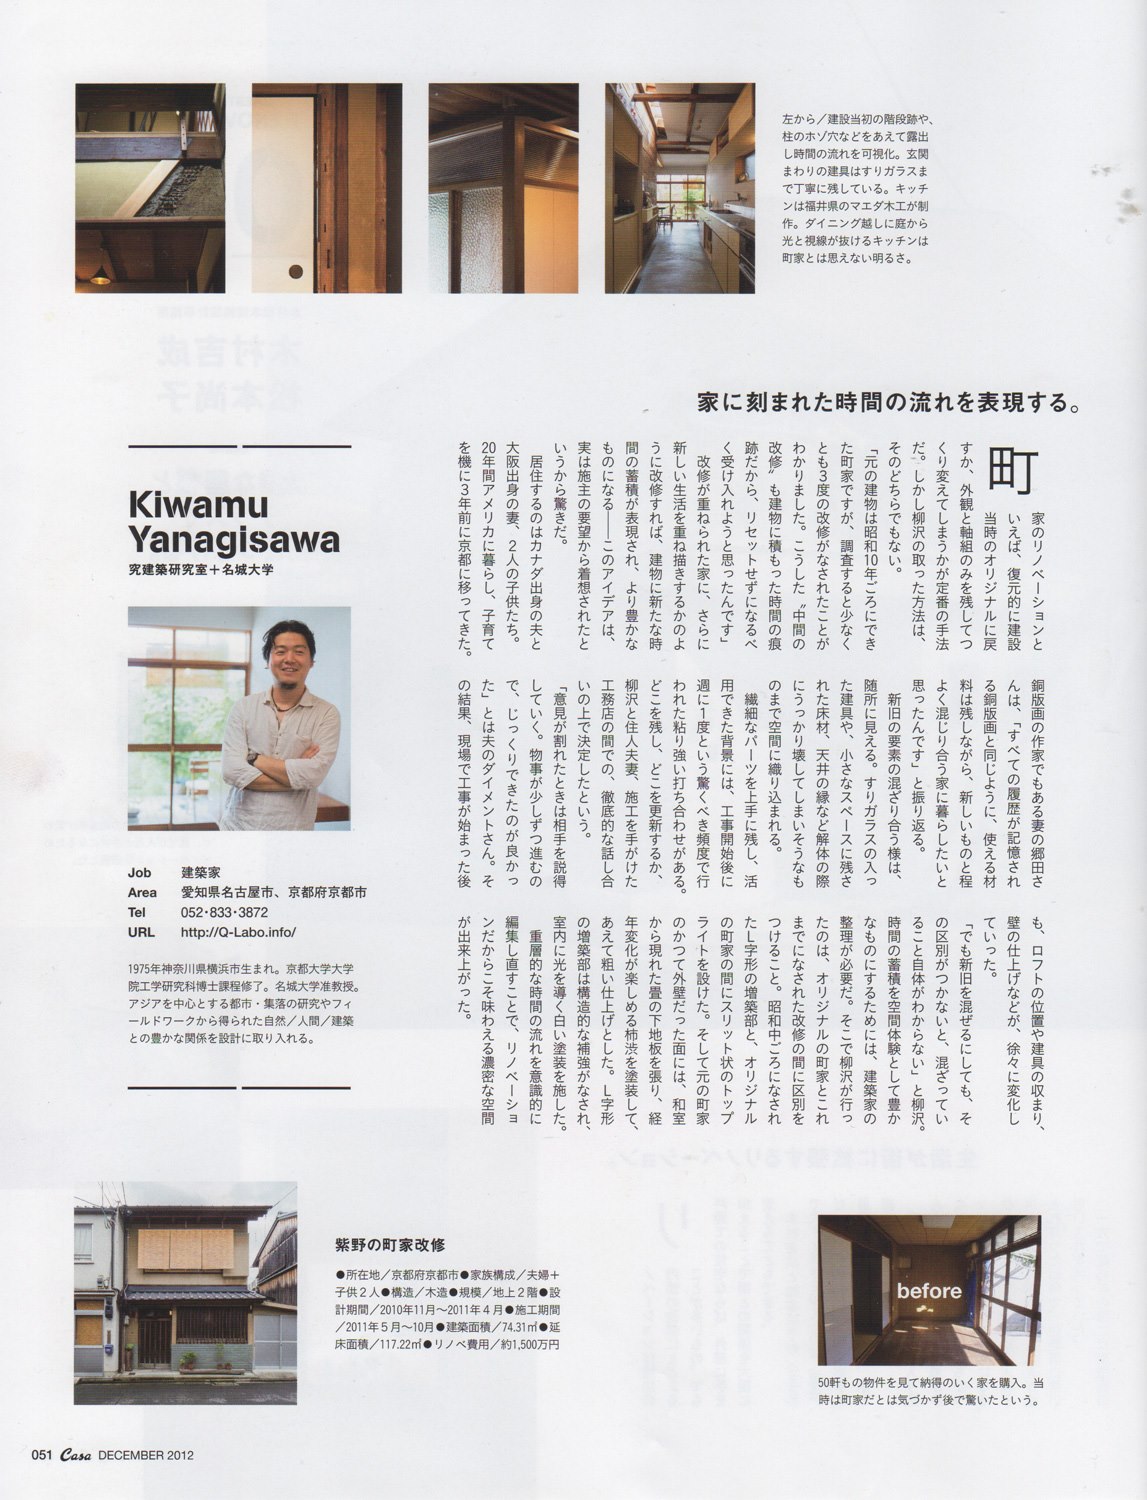 左から／建設当初の階段跡や、
柱のホゾ穴などをあえて露出
し時間の流れを可視化。玄関
まわりの建具はすりガラスま
で丁寧に残している。キッチ
ンは福井県のマエダ木工が制
作。ダイニング越しに庭から
光と視線が抜けるキッチンは
町家とは思えない明るさ。
家に刻まれた時間の流れを表現する。
町
家のリノベーションと
いえば、復元的に建設
当時のオリジナルに戻
すか、外観と軸組のみを残してつ
くり変えてしまうかが定番の手法
だ。しかし柳沢の取った方法は、
そのどちらでもない。
「元の建物は昭和10年ごろにでき
た町家ですが、調査すると少なく
とも3度の改修がなされたことが
わかりました。こうした〝中間の
改修〟も建物に積もった時間の痕
跡だから、リセットせずになるべ
く受け入れようと思ったんです」
改修が重ねられた家に、さらに
新しい生活を重ね描きするかのよ
うに改修すれば、建物に新たな時
間の蓄積が表現され、より豊かな
ものになる——このアイデアは、
実は施主の要望から着想されたと
いうから驚きだ。
居住するのはカナダ出身の夫と
大阪出身の妻、2人の子供たち。
20年間アメリカに暮らし、子育て
を機に3年前に京都に移ってきた。
銅版画の作家でもある妻の郷田さ
んは、「すべての履歴が記憶され
る銅版画と同じように、使える材
料は残しながら、新しいものと程
よく混じり合う家に暮らしたいと
思ったんです」と振り返る。
新旧の要素の混ざり合う様は、
随所に見える。すりガラスの入っ
た建具や、小さなスペースに残さ
れた床材、天井の縁など解体の際
にうっかり壊してしまいそうなも
のまで空間に織り込まれる。
繊細なパーツを上手に残し、活
用できた背景には、工事開始後に
週に1度という驚くべき頻度で行
われた粘り強い打ち合わせがある。
どこを残し、どこを更新するか、
柳沢と住人夫妻、施工を手がけた
工務店の間での、徹底的な話し合
いの上で決定したという。
「意見が割れたときは相手を説得
していく。物事が少しずつ進むの
で、じっくりできたのが良かっ
た」とは夫のダイメントさん。そ
の結果、現場で工事が始まった後
も、ロフトの位置や建具の収まり、
壁の仕上げなどが、徐々に変化し
ていった。
「でも新旧を混ぜるにしても、そ
の区別がつかないと、混ざってい
ること自体がわからない」と柳沢。
時間の蓄積を空間体験として豊か
なものにするためには、建築家の
整理が必要だ。そこで柳沢が行っ
たのは、オリジナルの町家とこれ
までになされた改修の間に区別を
つけること。昭和中ごろになされ
たL字形の増築部と、オリジナル
の町家の間にスリット状のトップ
ライトを設けた。そして元の町家
のかつて外壁だった面には、和室
から現れた畳の下地板を張り、経
年変化が楽しめる柿渋を塗装して、
あえて粗い仕上げとした。L字形
の増築部は構造的な補強がなされ、
室内に光を導く白い塗装を施した。
重層的な時間の流れを意識的に
編集し直すことで、リノベーショ
ンだからこそ味わえる濃密な空間
が出来上がった。
Kiwamu
Yanagisawa
究建築研究室＋名城大学
Job 建築家
Area 愛知県名古屋市、京都府京都市
Tel 052・833・3872
URL http://Q-Labo.info/
1975年神奈川県横浜市生まれ。京都大学大学
院工学研究科博士課程修了。名城大学准教授。
アジアを中心とする都市・集落の研究やフィ
ールドワークから得られた自然／人間／建築
との豊かな関係を設計に取り入れる。
紫野の町家改修
●所在地／京都府京都市●家族構成／夫婦＋
子供2人●構造／木造●規模／地上2階●設
計期間／2010年11月〜2011年4月●施工期間
／2011年5月〜10月●建築面積／74.31㎡●延
床面積／117.22㎡●リノベ費用／約1,500万円
before
50軒もの物件を見て納得のいく家を購入。当
時は町家だとは気づかず後で驚いたという。
051 Casa DECEMBER 2012